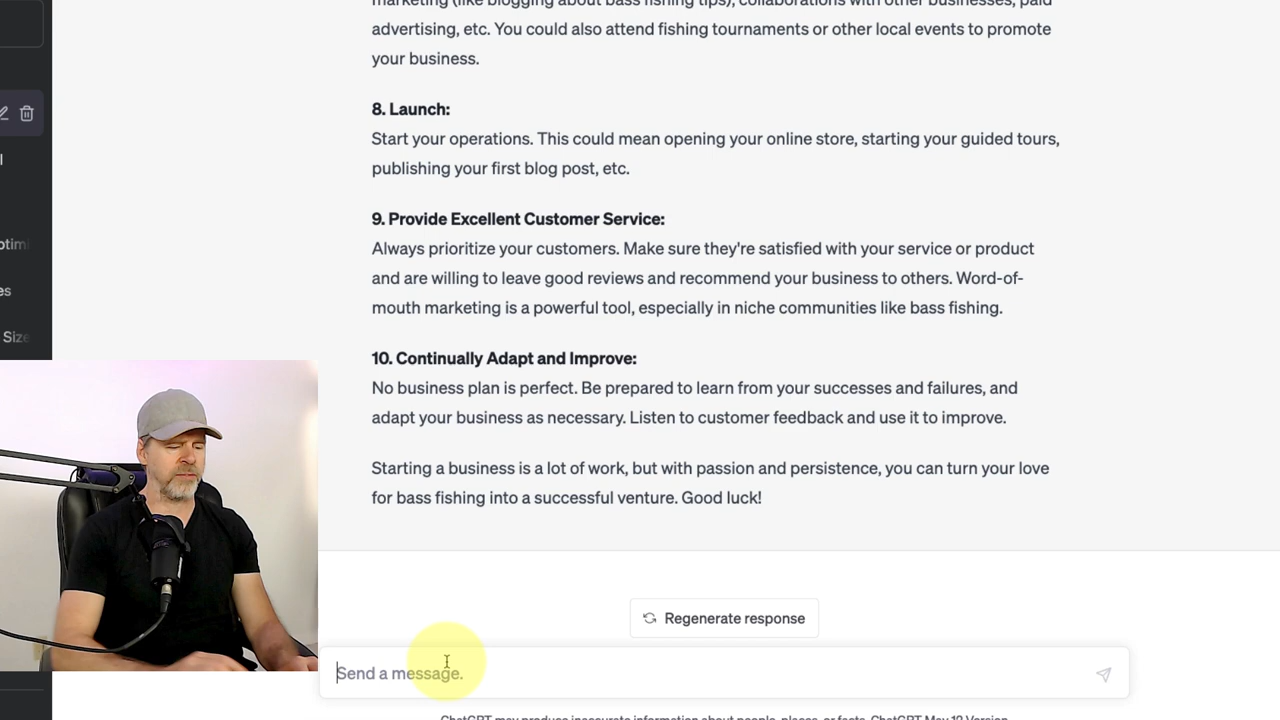 marketing (like blogging about bass fishing tips), collaborations with other businesses, paid
advertising, etc. You could also attend fishing tournaments or other local events to promote
your business.
8. Launch:
Start your operations. This could mean opening your online store, starting your guided tours,
publishing your first blog post, etc.
9. Provide Excellent Customer Service:
Always prioritize your customers. Make sure they're satisfied with your service or product
and are willing to leave good reviews and recommend your business to others. Word-of-
mouth marketing is a powerful tool, especially in niche communities like bass fishing.
10. Continually Adapt and Improve:
No business plan is perfect. Be prepared to learn from your successes and failures, and
adapt your business as necessary. Listen to customer feedback and use it to improve.
Starting a business is a lot of work, but with passion and persistence, you can turn your love
for bass fishing into a successful venture. Good luck!
Regenerate response
Send a message.
ChatGPT may produce inaccurate information about people, places, or facts. ChatGPT May 12 Version
Size